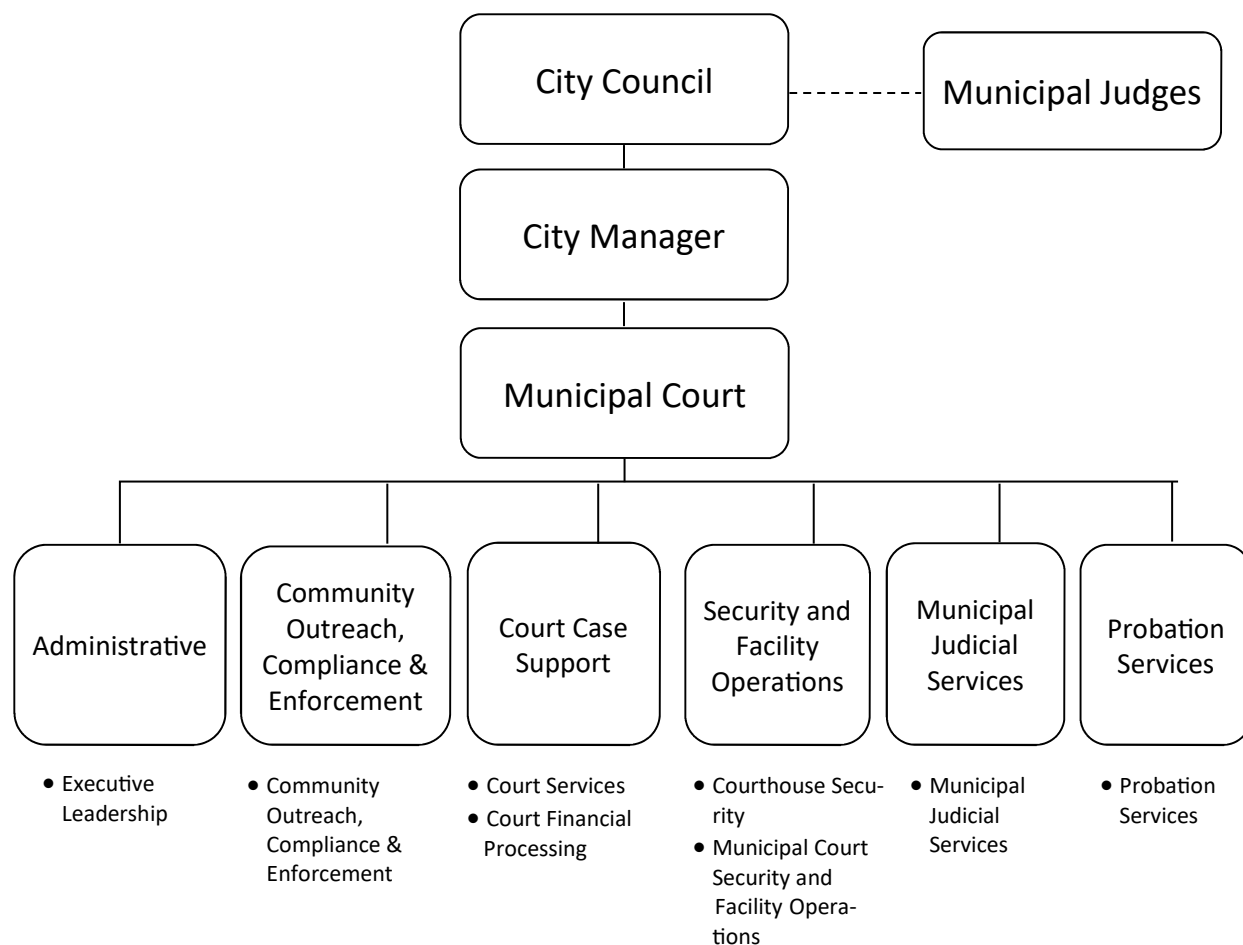 City Council
Municipal Judges
City Manager
Municipal Court
Administrative
Community
Outreach,
Compliance &
Enforcement
Court Case
Support
Security and
Facility
Operations
Municipal
Judicial
Services
Probation
Services
• Executive
Leadership
• Community
Outreach,
Compliance &
Enforcement
• Court Services
• Court Financial
Processing
• Courthouse Secu-
rity
• Municipal Court
Security and
Facility Opera-
tions
• Municipal
Judicial
Services
• Probation
Services